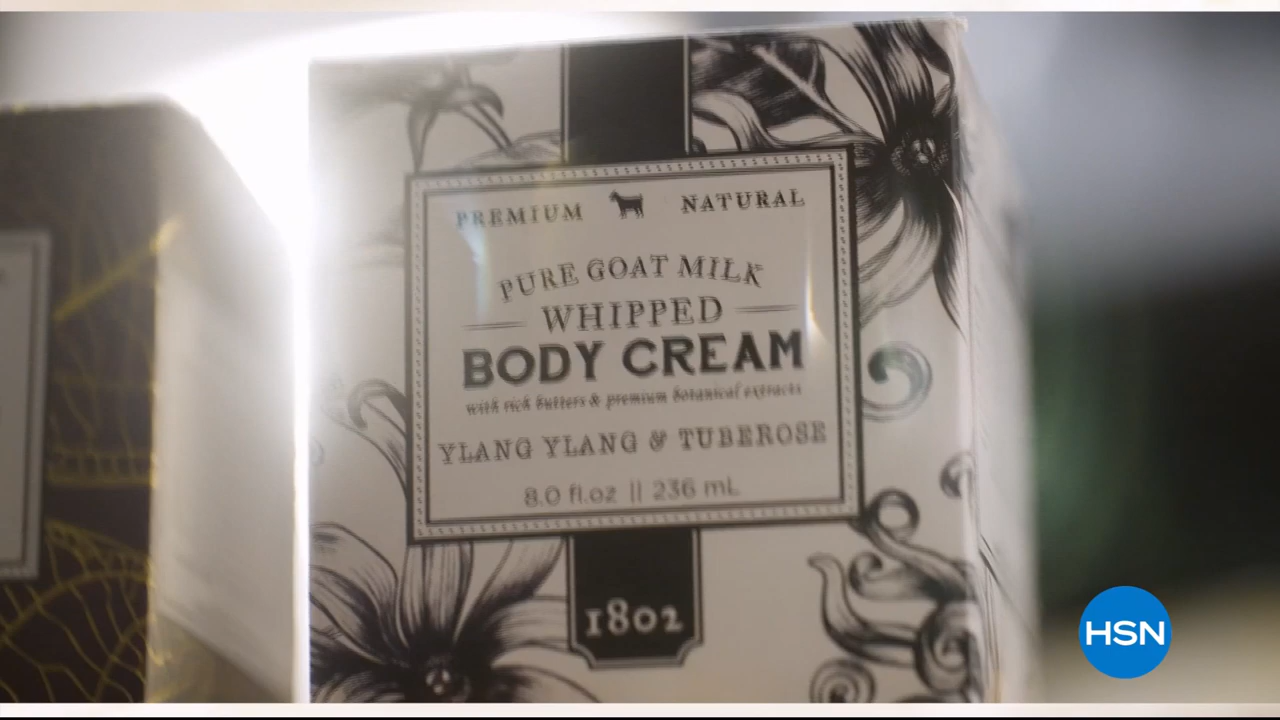 PREMIUM NATURAL
PURE GOAT MILK
WHIPPED
BODY CREAM
with rich butters & premium botanical extracts
YLANG YLANG & TUBEROSE
8.0 fl.oz || 236 mL
1802
HSN